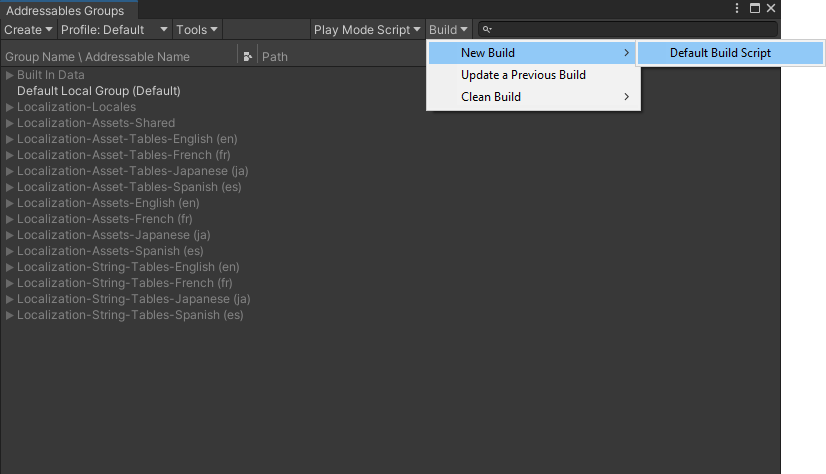 Addressables Groups
Create Profile: Default Tools Play Mode Script Build
Group Name \ Addressable Name Path
New Build Default Build Script
Update a Previous Build
Clean Build
Built In Data
Default Local Group (Default)
Localization-Locales
Localization-Assets-Shared
Localization-Asset-Tables-English (en)
Localization-Asset-Tables-French (fr)
Localization-Asset-Tables-Japanese (ja)
Localization-Asset-Tables-Spanish (es)
Localization-Assets-English (en)
Localization-Assets-French (fr)
Localization-Assets-Japanese (ja)
Localization-Assets-Spanish (es)
Localization-String-Tables-English (en)
Localization-String-Tables-French (fr)
Localization-String-Tables-Japanese (ja)
Localization-String-Tables-Spanish (es)